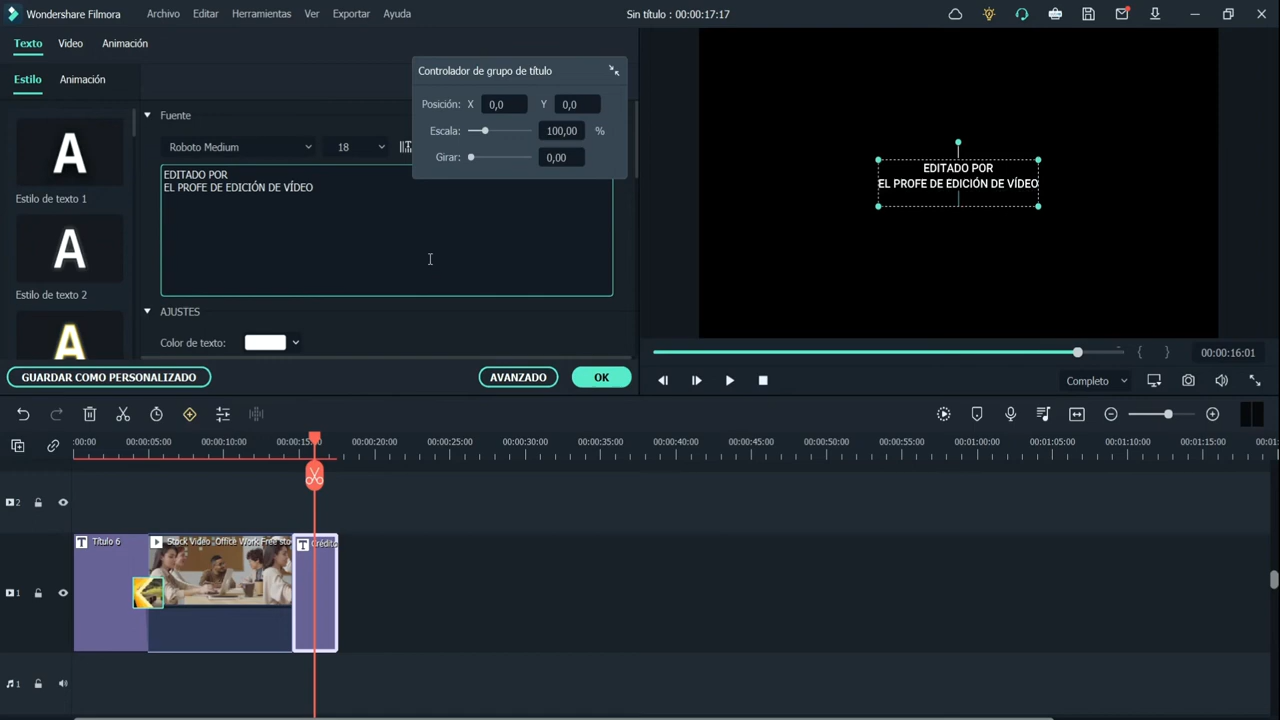 Wondershare Filmora
Archivo Editar Herramientas Ver Exportar Ayuda
Sin título : 00:00:17:17
Texto Video Animación
Estilo Animación
Controlador de grupo de título
Posición: X 0,0 Y 0,0
Escala: 100,00 %
Girar: 0,00
Fuente
Roboto Medium 18
EDITADO POR
EL PROFE DE EDICIÓN DE VÍDEO
A
Estilo de texto 1
A
Estilo de texto 2
A
AJUSTES
Color de texto:
GUARDAR COMO PERSONALIZADO AVANZADO OK
EDITADO POR
EL PROFE DE EDICIÓN DE VÍDEO
00:00:16:01
Completo
:00:00 00:00:05:00 00:00:10:00 00:00:15: 00:00:20:00 00:00:25:00 00:00:30:00 00:00:35:00 00:00:40:00 00:00:45:00 00:00:50:00 00:00:55:00 00:01:00:00 00:01:05:00 00:01:10:00 00:01:15:00
2
T Título 6 Stock Video, Office Work Free sto T Crédito
1
1